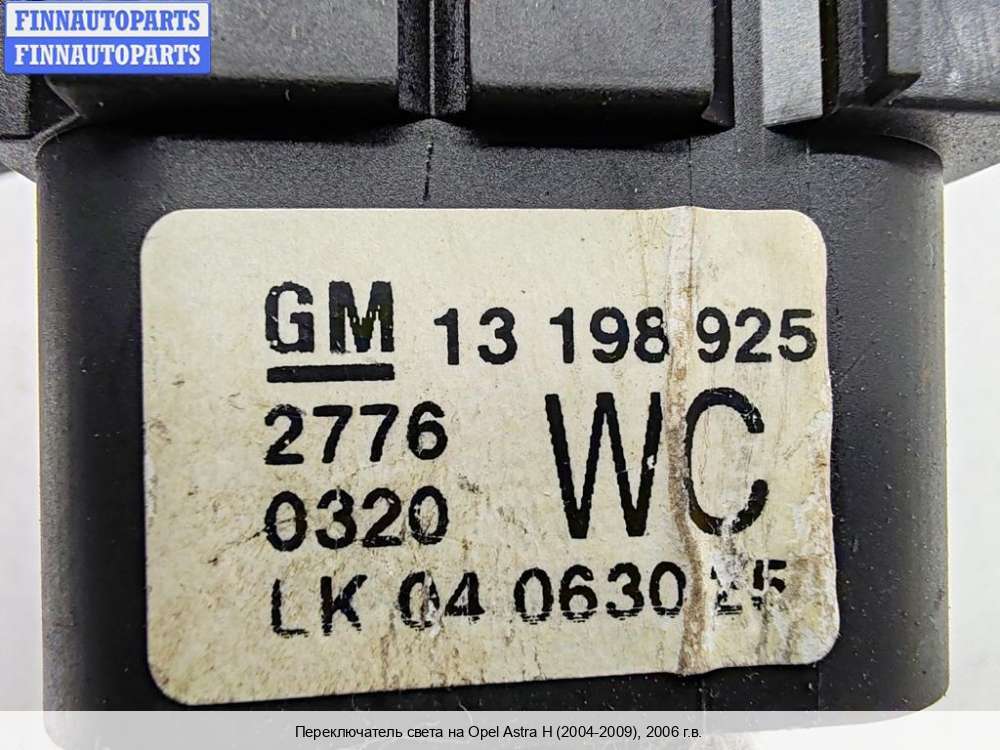 FINNAUTOPARTS
FINNAUTOPARTS
GM 13 198 925
2776 WC
0320
LK 04 0630 25
Переключатель света на Opel Astra H (2004-2009), 2006 г.в.